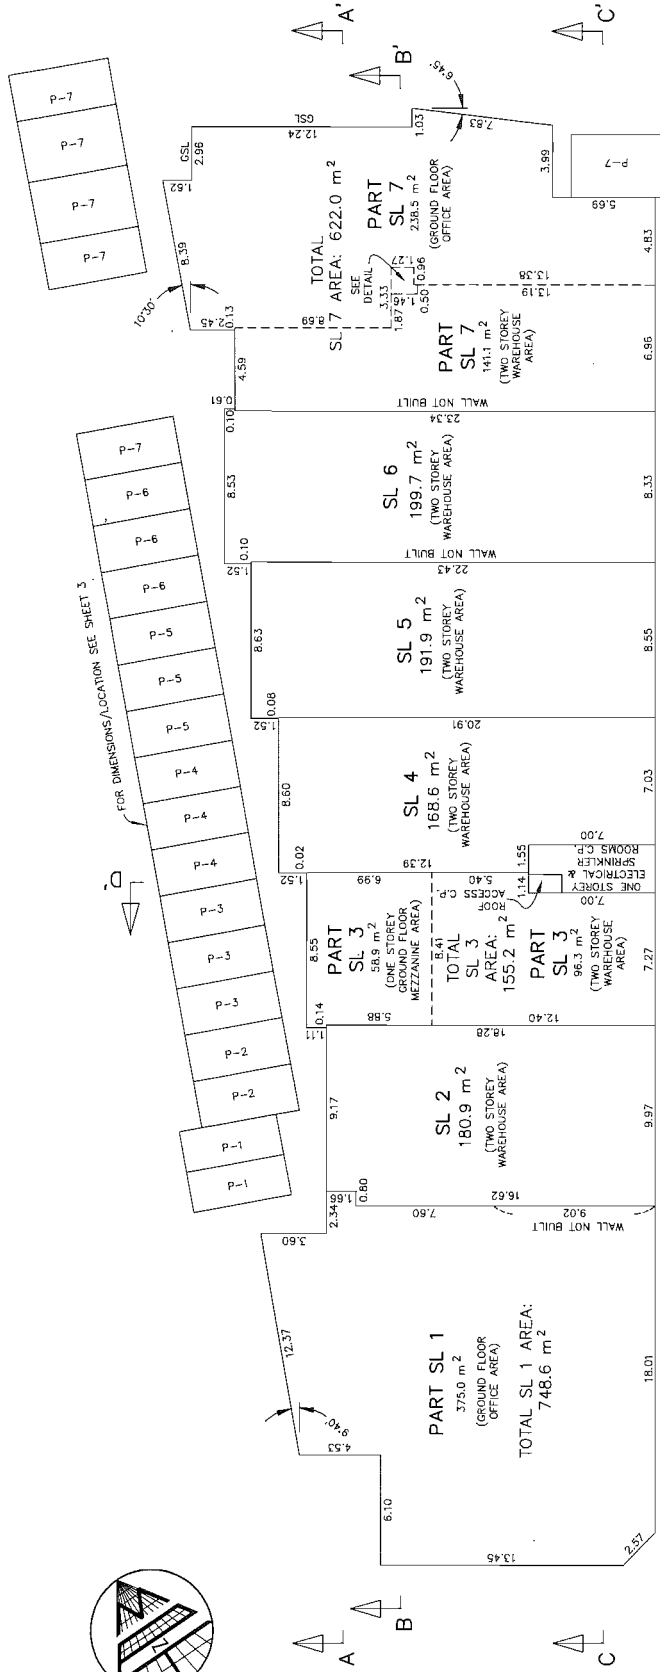 A'
B'
C'
P-7
P-7
P-7
P-7
GSL
2.96
1.62
GSL
12.24
1.03
6°45'
7.83
3.99
P-7
5.69
8.39
10°30'
2.45
0.13
TOTAL
SL 7 AREA: 622.0 m²
PART
SL 7
238.5 m²
(GROUND FLOOR
OFFICE AREA)
SEE
DETAIL
1.27
0.96
3.33
1.46
0.50
1.87
8.69
13.38
13.19
4.83
4.59
0.61
0.10
PART
SL 7
141.1 m²
(TWO STOREY
WAREHOUSE
AREA)
6.96
WALL NOT BUILT
23.34
P-7
P-6
P-6
P-6
P-5
P-5
P-5
P-4
P-4
P-4
P-3
P-3
P-3
P-2
P-2
P-1
P-1
FOR DIMENSIONS/LOCATION SEE SHEET 3
8.53
0.10
1.52
SL 6
199.7 m²
(TWO STOREY
WAREHOUSE AREA)
8.33
WALL NOT BUILT
22.43
8.63
0.08
1.52
SL 5
191.9 m²
(TWO STOREY
WAREHOUSE AREA)
8.55
20.91
8.60
0.02
1.52
SL 4
168.6 m²
(TWO STOREY
WAREHOUSE AREA)
7.03
12.39
D'
6.99
5.40
1.55
1.14
7.00
ONE STOREY
ELECTRICAL &
SPRINKLER
ROOMS C.P.
7.00
ROOF
ACCESS C.P.
8.55
0.14
1.11
PART
SL 3
58.9 m²
(ONE STOREY
GROUND FLOOR
MEZZANINE AREA)
8.41
TOTAL
SL 3
AREA:
155.2 m²
PART
SL 3
96.3 m²
(TWO STOREY
WAREHOUSE
AREA)
7.27
5.88
12.40
18.28
9.17
SL 2
180.9 m²
(TWO STOREY
WAREHOUSE AREA)
9.97
1.66
0.80
2.34
7.60
16.62
9.02
WALL NOT BUILT
3.60
12.37
9°40'
4.53
6.10
13.45
2.57
PART SL 1
375.0 m²
(GROUND FLOOR
OFFICE AREA)
TOTAL SL 1 AREA:
748.6 m²
18.01
A
B
C